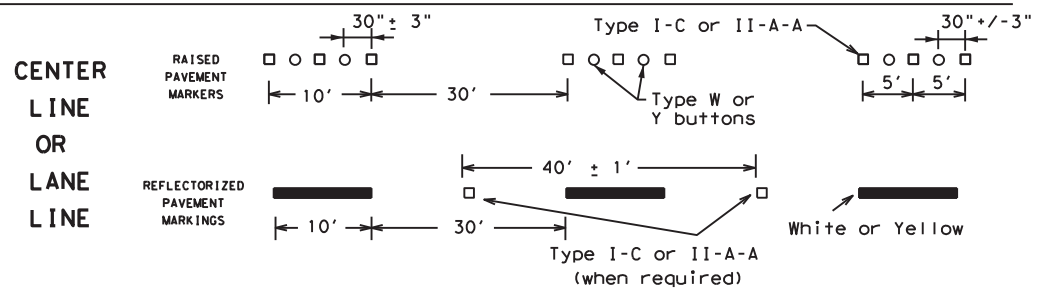 CENTER
LINE
OR
LANE
LINE
RAISED
PAVEMENT
MARKERS
30"± 3"
10'
30'
Type I-C or II-A-A
Type W or
Y buttons
30"+/-3"
5'
5'
REFLECTORIZED
PAVEMENT
MARKINGS
10'
30'
40' ± 1'
Type I-C or II-A-A
(when required)
White or Yellow